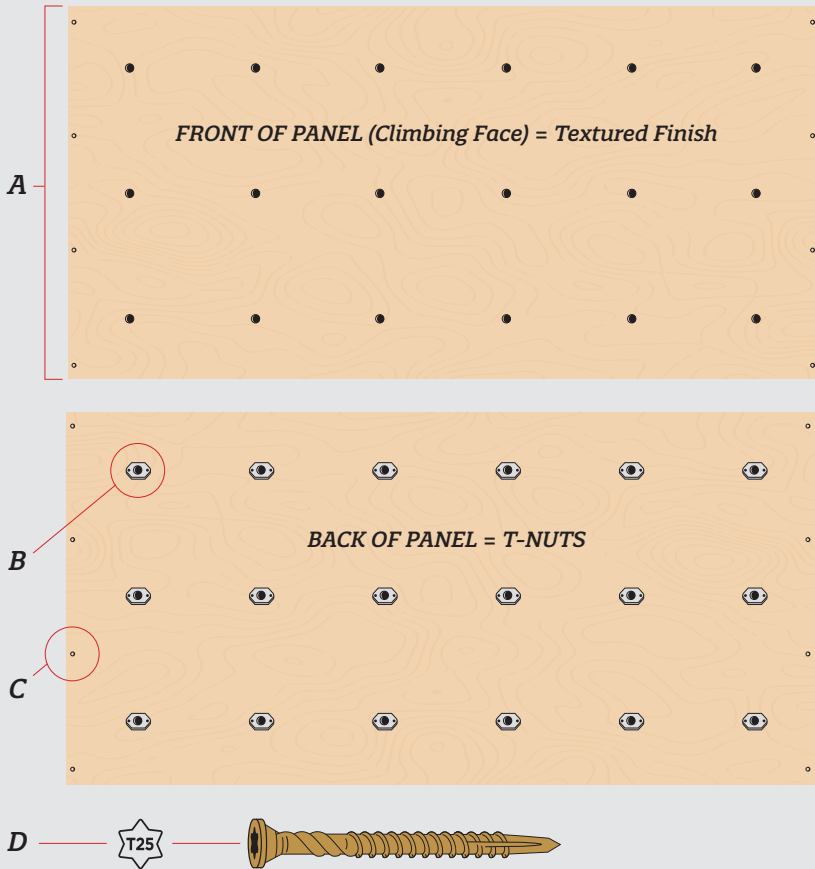 FRONT OF PANEL (Climbing Face) = Textured Finish
A
BACK OF PANEL = T-NUTS
B
C
D
T25